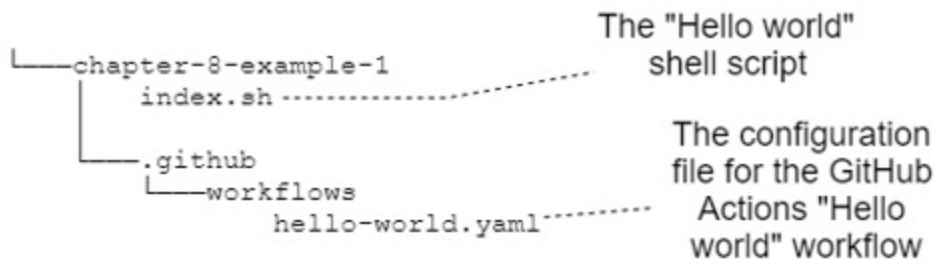 The "Hello world"
shell script
chapter-8-example-1
index.sh
.github
workflows
hello-world.yaml
The configuration
file for the GitHub
Actions "Hello
world" workflow